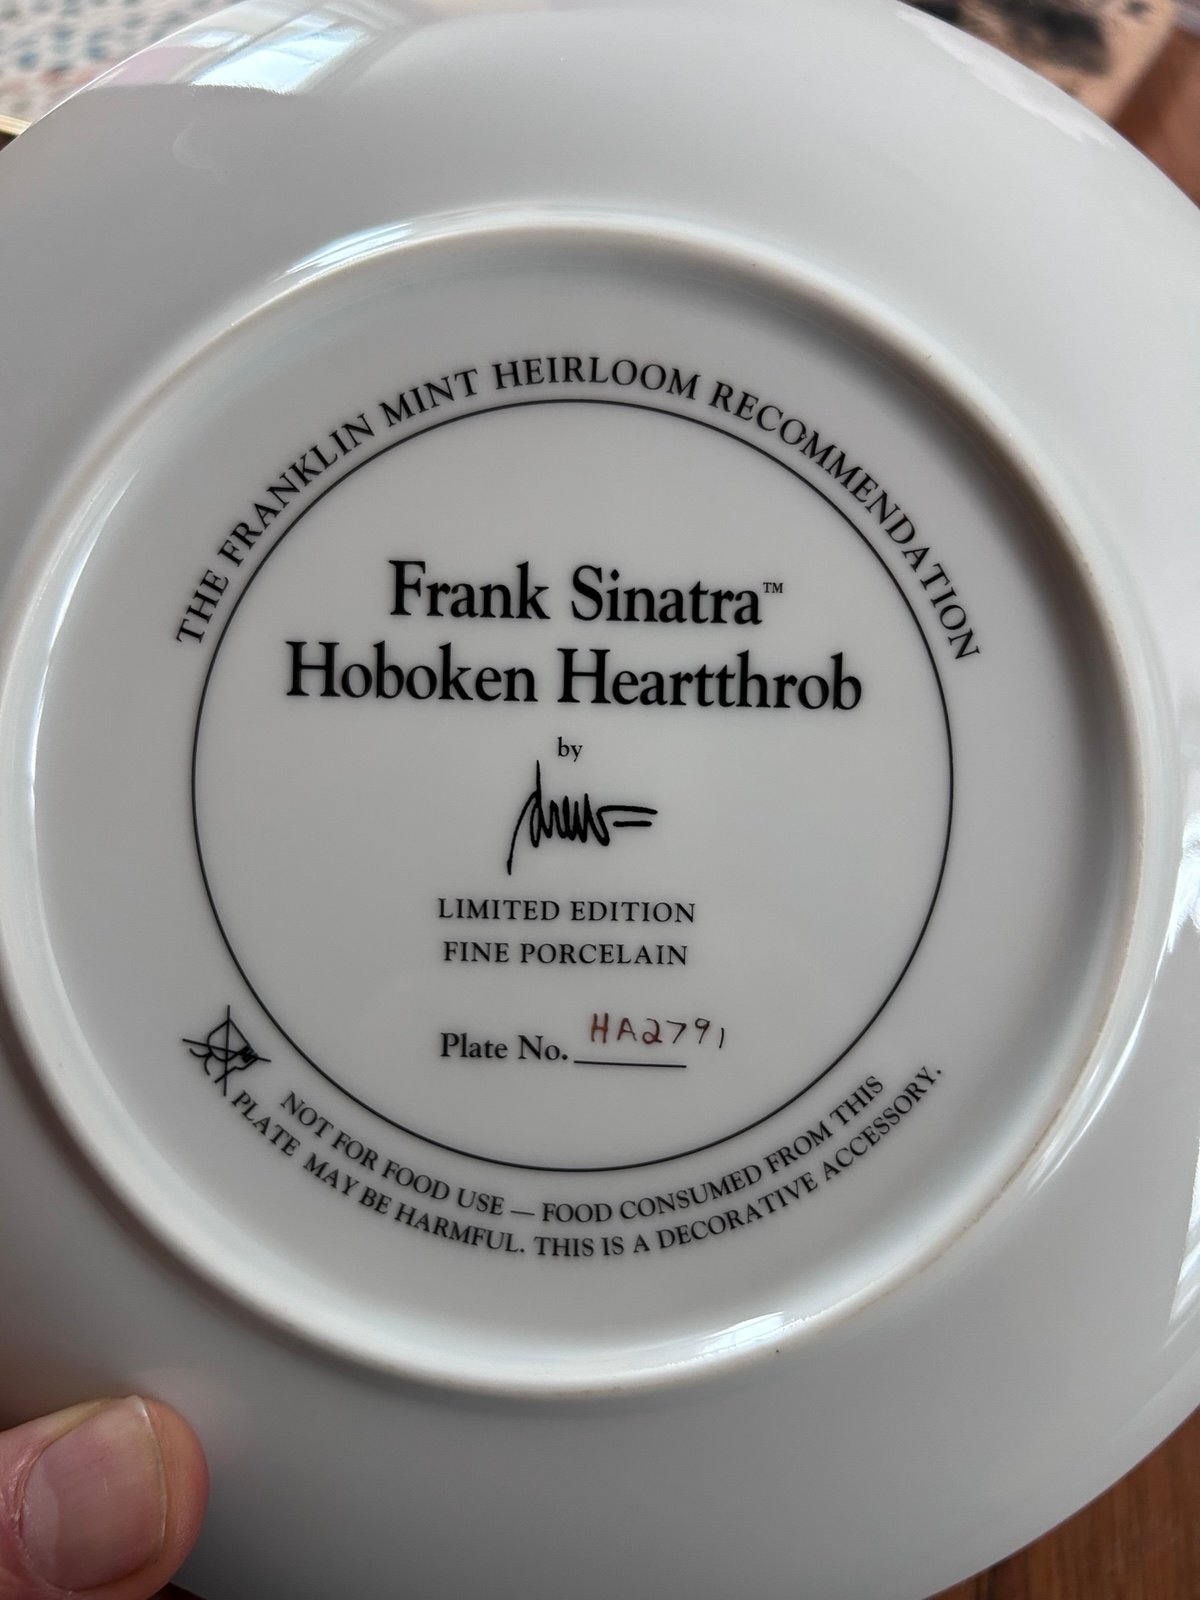 THE FRANKLIN MINT HEIRLOOM RECOMMENDATION
Frank Sinatra™
Hoboken Heartthrob
by
Drew
LIMITED EDITION
FINE PORCELAIN
Plate No. HA2791
NOT FOR FOOD USE — FOOD CONSUMED FROM THIS
PLATE MAY BE HARMFUL. THIS IS A DECORATIVE ACCESSORY.